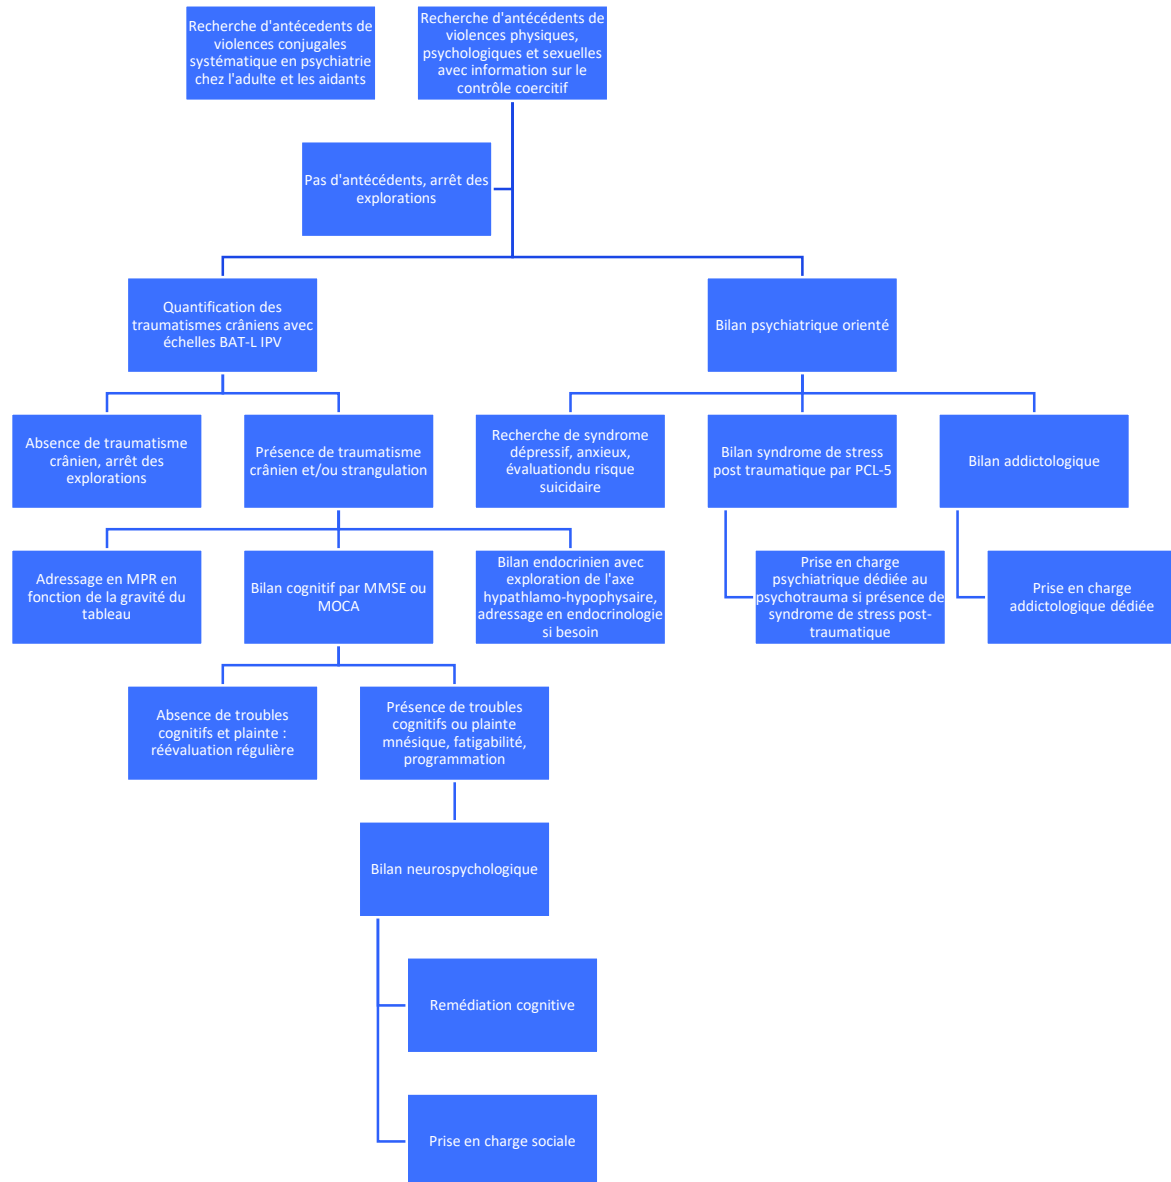 Recherche d'antécedents de
violences conjugales
systématique en psychiatrie
chez l'adulte et les aidants
Recherche d'antécédents de
violences physiques,
psychologiques et sexuelles
avec information sur le
contrôle coercitif
Pas d'antécédents, arrêt des
explorations
Quantification des
traumatismes crâniens avec
échelles BAT-L IPV
Bilan psychiatrique orienté
Absence de traumatisme
crânien, arrêt des
explorations
Présence de traumatisme
crânien et/ou strangulation
Recherche de syndrome
dépressif, anxieux,
évaluationdu risque
suicidaire
Bilan syndrome de stress
post traumatique par PCL-5
Bilan addictologique
Adressage en MPR en
fonction de la gravité du
tableau
Bilan cognitif par MMSE ou
MOCA
Bilan endocrinien avec
exploration de l'axe
hypathlamo-hypophysaire,
adressage en endocrinologie
si besoin
Prise en charge
psychiatrique dédiée au
psychotrauma si présence de
syndrome de stress post-
traumatique
Prise en charge
addictologique dédiée
Absence de troubles
cognitifs et plainte :
réévaluation régulière
Présence de troubles
cognitifs ou plainte
mnésique, fatigabilité,
programmation
Bilan neurospychologique
Remédiation cognitive
Prise en charge sociale